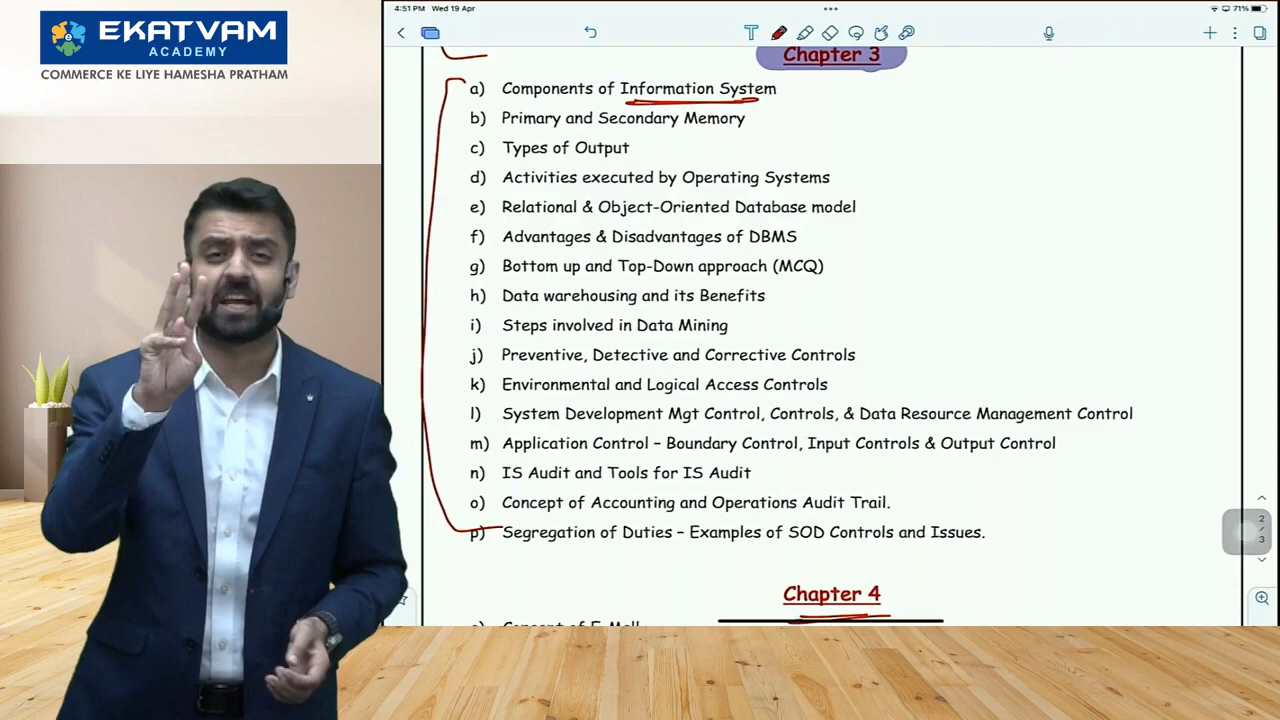 EKATVAM
ACADEMY
COMMERCE KE LIYE HAMESHA PRATHAM
4:51 PM Wed 19 Apr
71%
Chapter 3
a) Components of Information System
b) Primary and Secondary Memory
c) Types of Output
d) Activities executed by Operating Systems
e) Relational & Object-Oriented Database model
f) Advantages & Disadvantages of DBMS
g) Bottom up and Top-Down approach (MCQ)
h) Data warehousing and its Benefits
i) Steps involved in Data Mining
j) Preventive, Detective and Corrective Controls
k) Environmental and Logical Access Controls
l) System Development Mgt Control, Controls, & Data Resource Management Control
m) Application Control – Boundary Control, Input Controls & Output Control
n) IS Audit and Tools for IS Audit
o) Concept of Accounting and Operations Audit Trail.
p) Segregation of Duties – Examples of SOD Controls and Issues.
2
/
3
Chapter 4
a) Concept of E-Mall